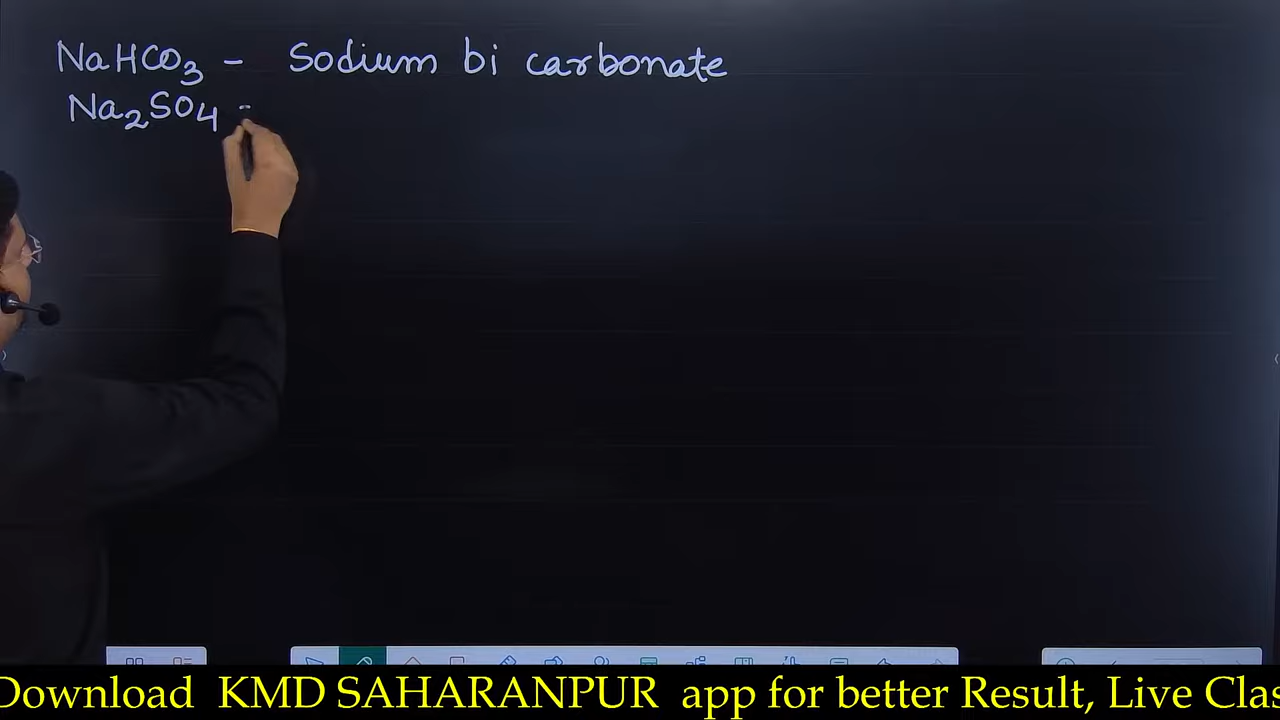 NaHCO3 - Sodium bi carbonate
Na2SO4 -
Download KMD SAHARANPUR app for better Result, Live Clas